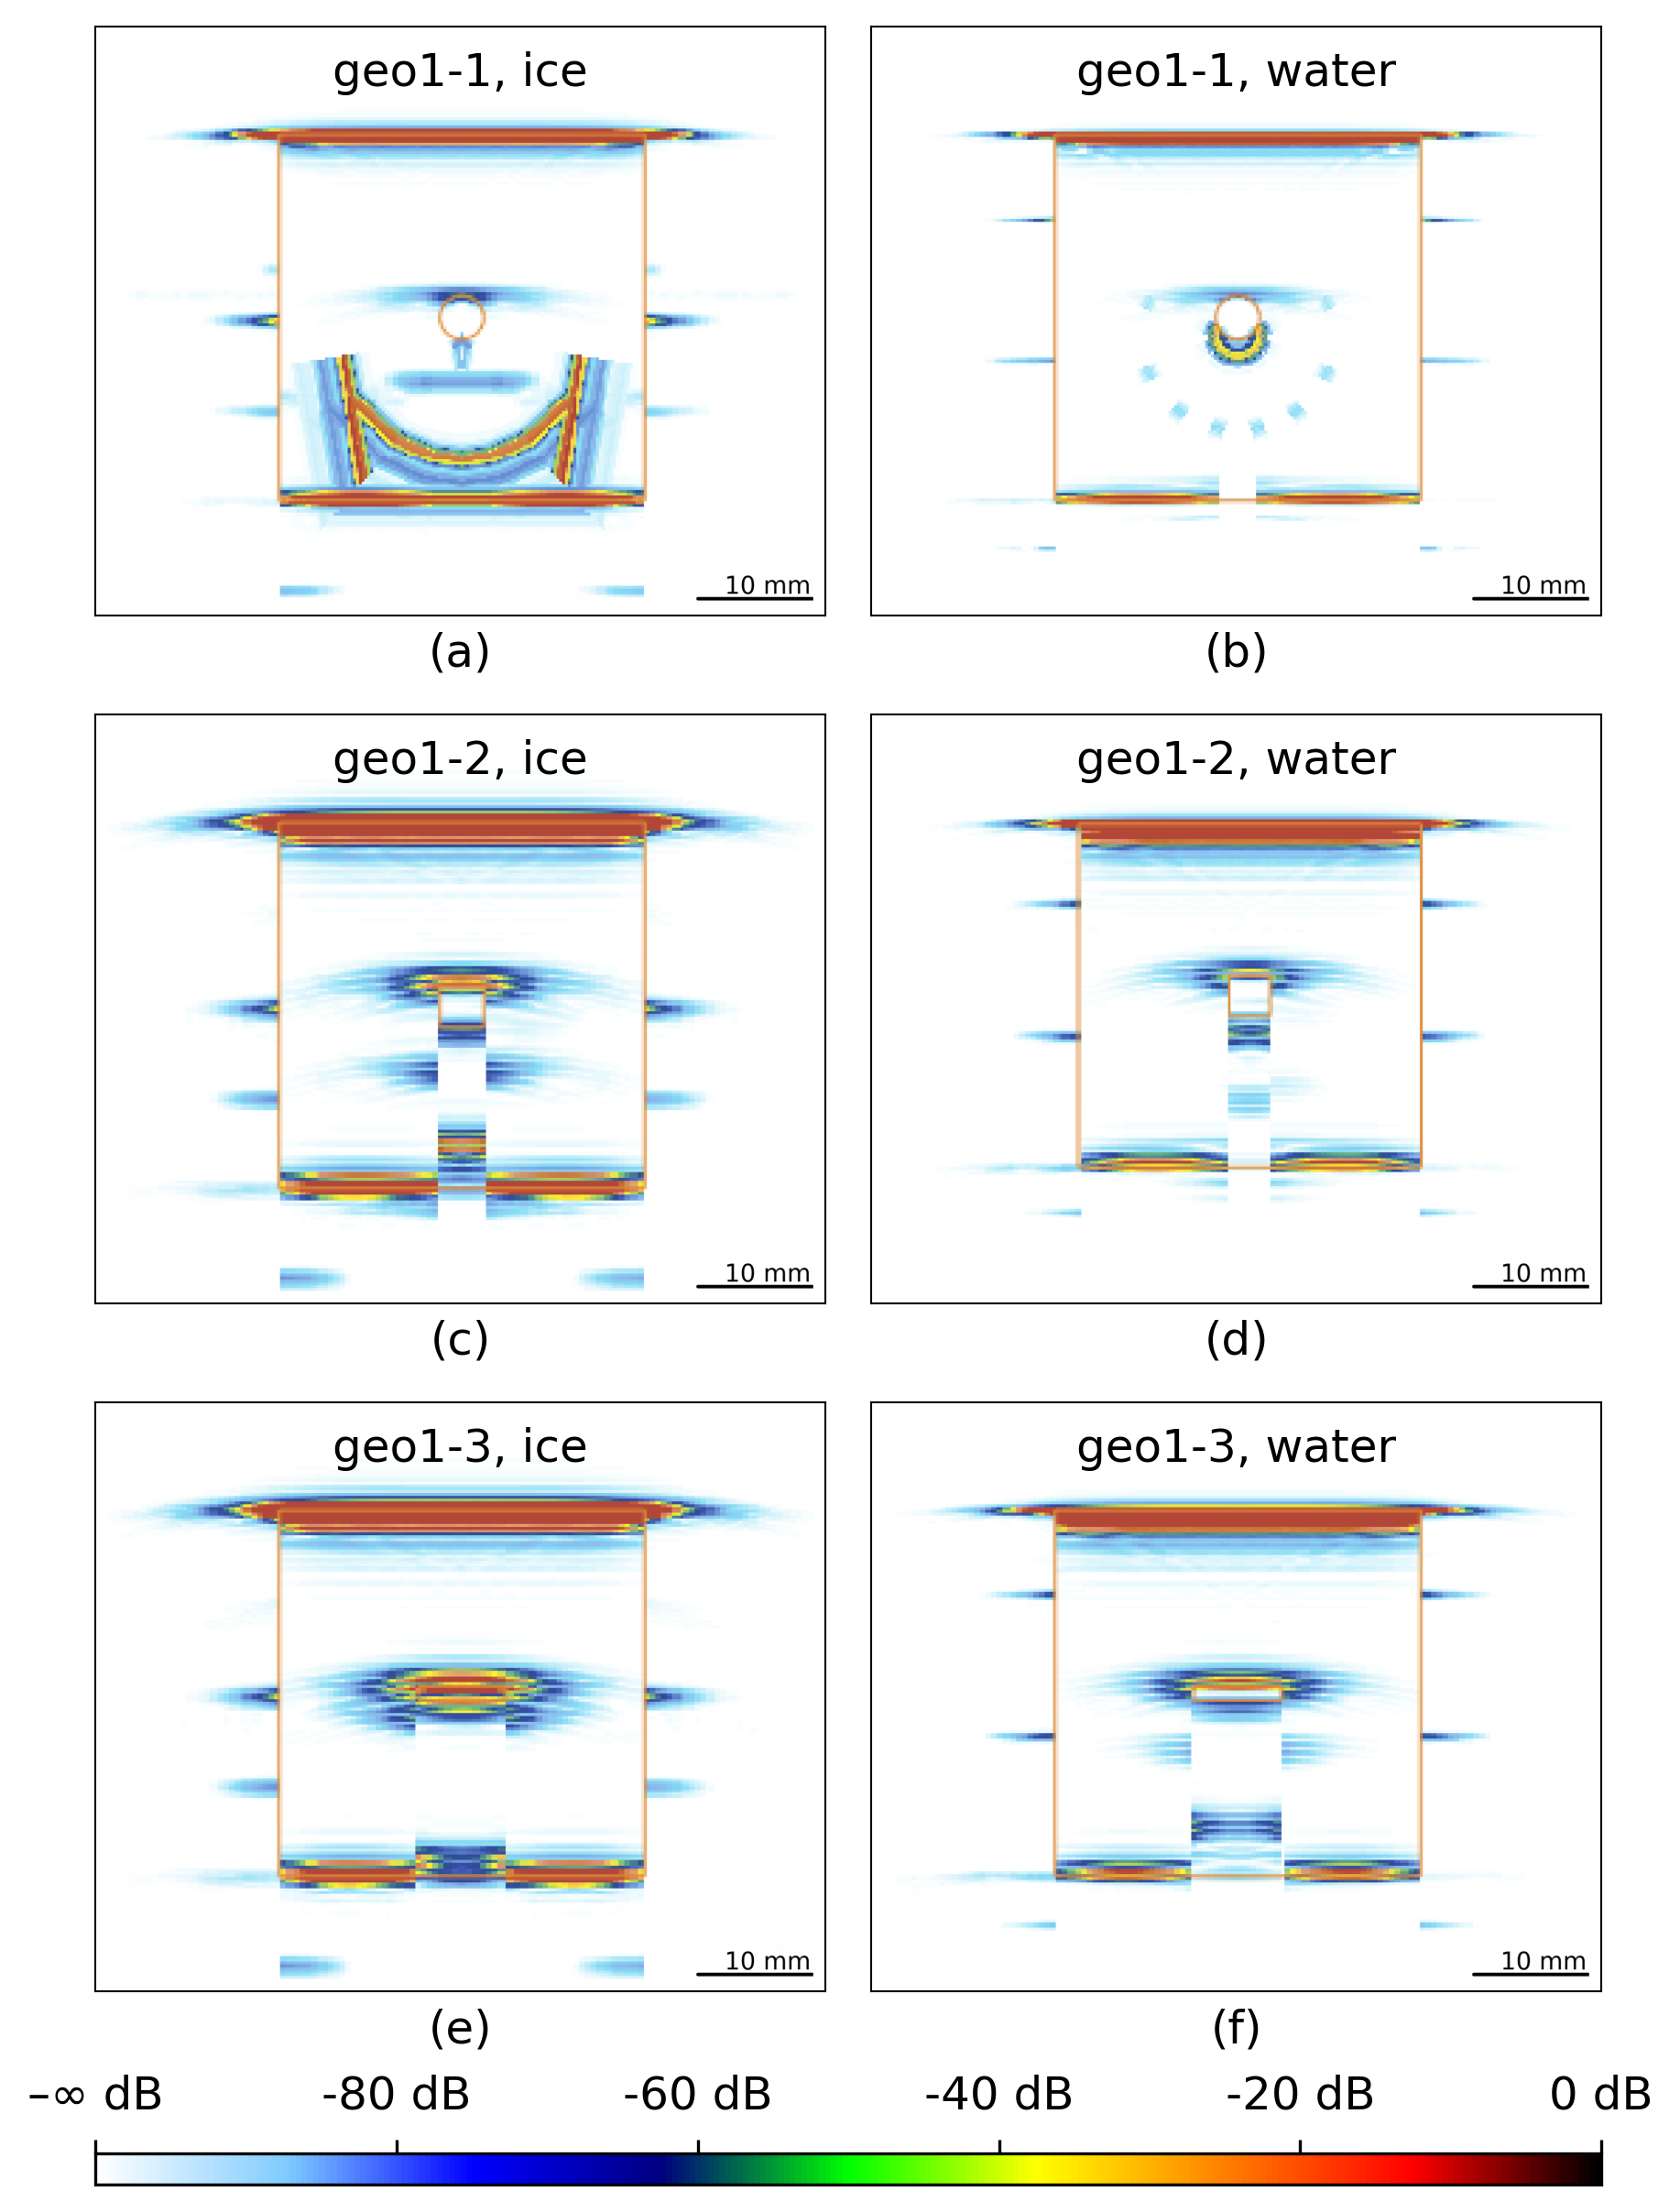 geo1-1, ice
geo1-1, water
10 mm
10 mm
(a)
(b)
geo1-2, ice
geo1-2, water
10 mm
10 mm
(c)
(d)
geo1-3, ice
geo1-3, water
10 mm
10 mm
(e)
(f)
–∞ dB -80 dB -60 dB -40 dB -20 dB 0 dB